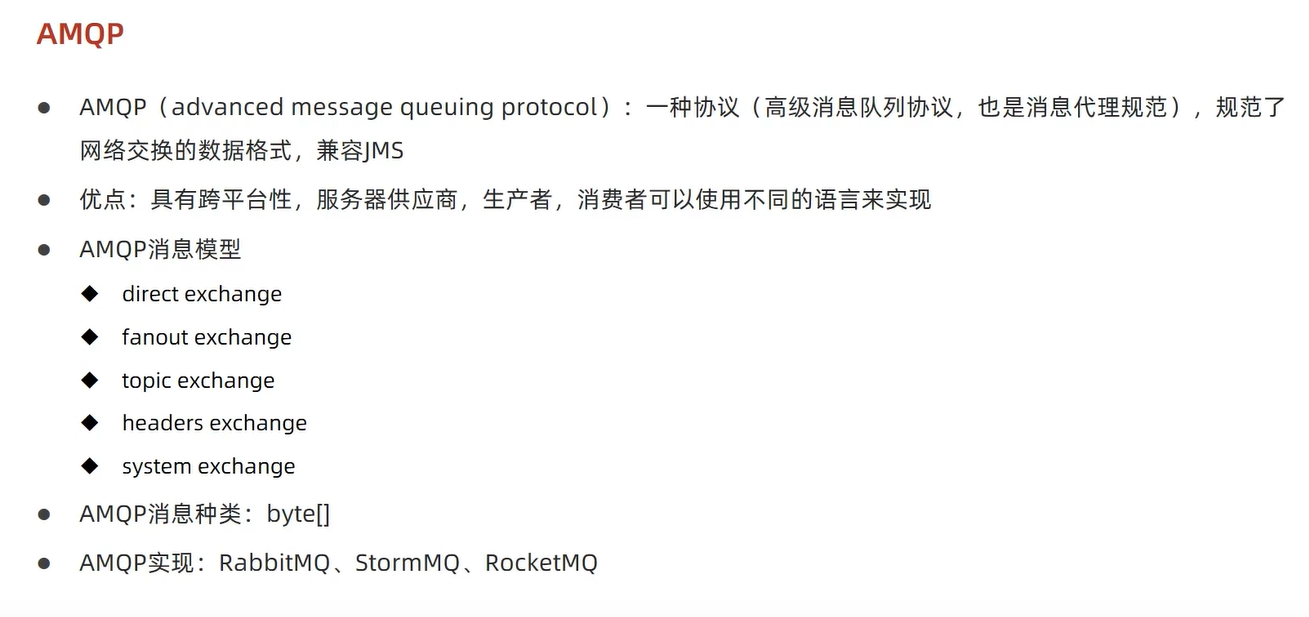 AMQP
AMQP（advanced message queuing protocol）：一种协议（高级消息队列协议，也是消息代理规范），规范了
网络交换的数据格式，兼容JMS
优点：具有跨平台性，服务器供应商，生产者，消费者可以使用不同的语言来实现
AMQP消息模型
direct exchange
fanout exchange
topic exchange
headers exchange
system exchange
AMQP消息种类：byte[]
AMQP实现：RabbitMQ、StormMQ、RocketMQ